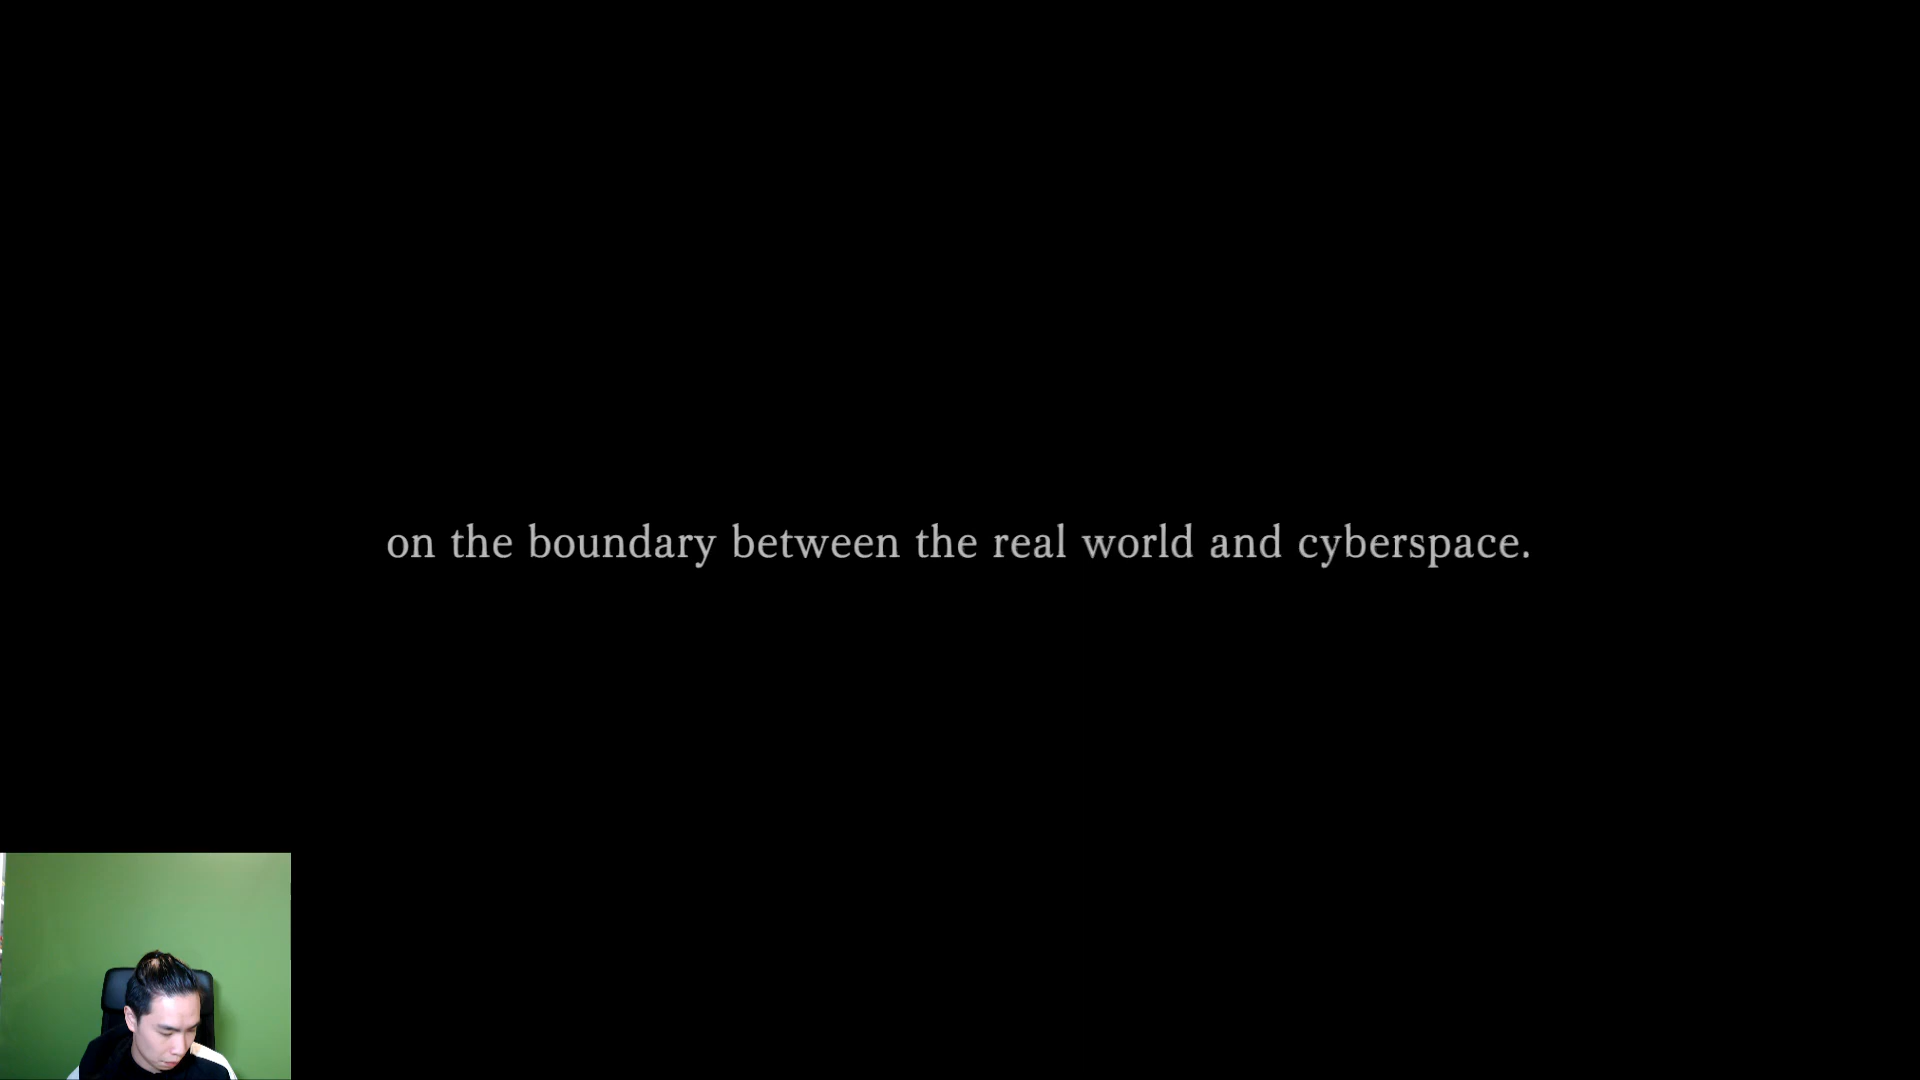 on the boundary between the real world and cyberspace.